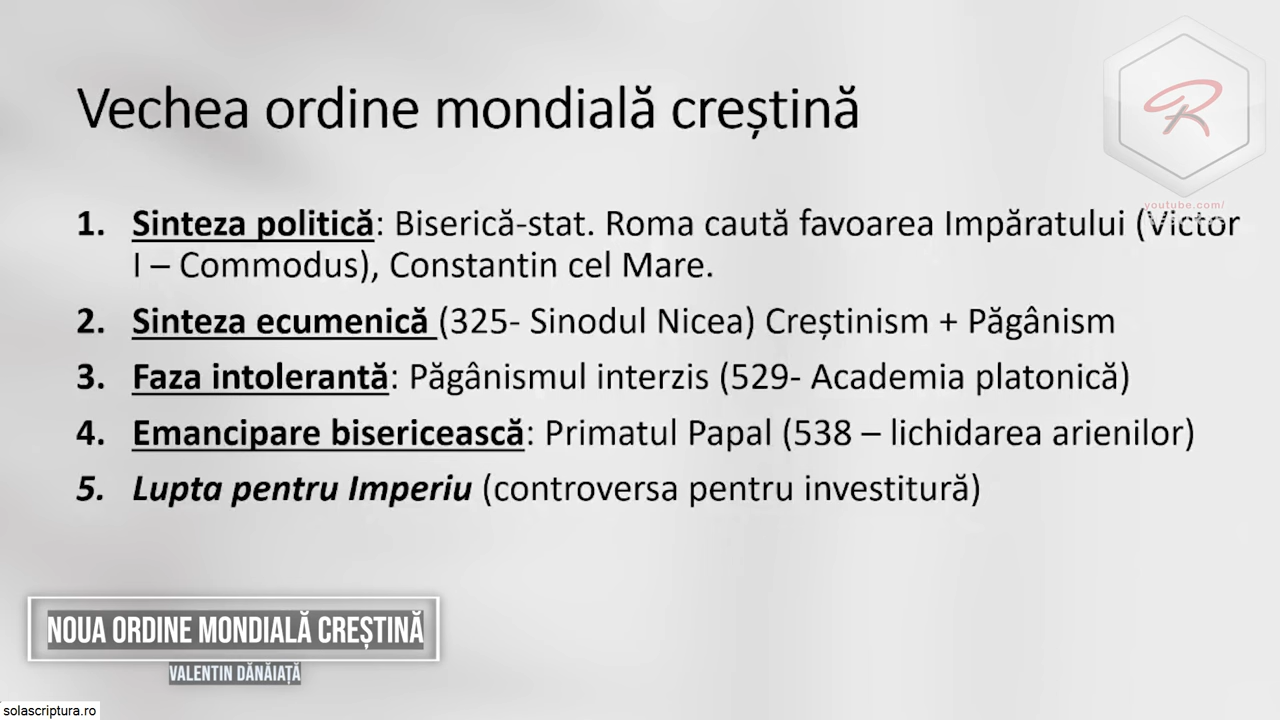 Vechea ordine mondială creștină
youtube.com/
1. Sinteza politică: Biserică-stat. Roma caută favoarea Impăratului (Victor
I – Commodus), Constantin cel Mare.
2. Sinteza ecumenică (325- Sinodul Nicea) Creștinism + Păgânism
3. Faza intolerantă: Păgânismul interzis (529- Academia platonică)
4. Emancipare bisericească: Primatul Papal (538 – lichidarea arienilor)
5. Lupta pentru Imperiu (controversa pentru investitură)
NOUA ORDINE MONDIALĂ CREȘTINĂ
VALENTIN DĂNĂIAȚĂ
solascriptura.ro